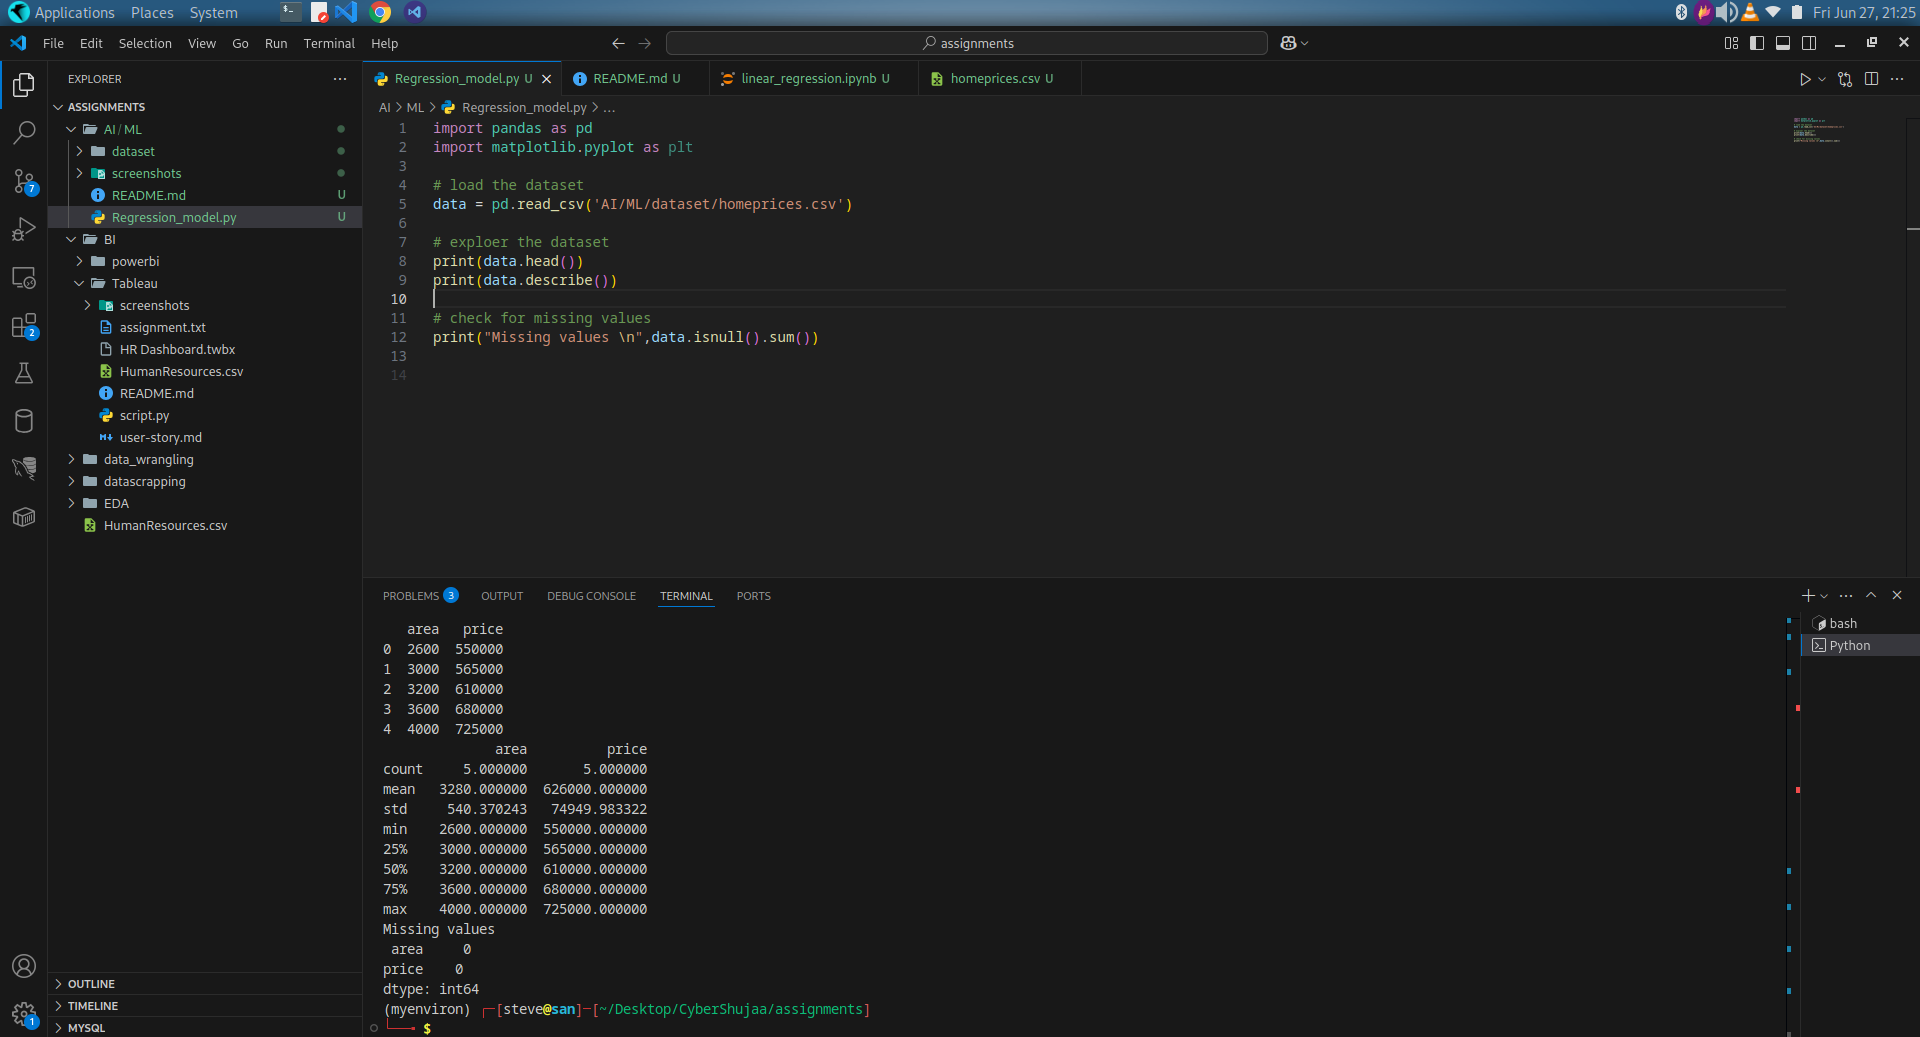 Applications Places System
Fri Jun 27, 21:25
File Edit Selection View Go Run Terminal Help
assignments
EXPLORER
ASSIGNMENTS
AI / ML
dataset
screenshots
README.md U
Regression_model.py U
BI
powerbi
Tableau
screenshots
assignment.txt
HR Dashboard.twbx
HumanResources.csv
README.md
script.py
user-story.md
data_wrangling
datascrapping
EDA
HumanResources.csv
OUTLINE
TIMELINE
MYSQL
7
2
1
Regression_model.py U
README.md U
linear_regression.ipynb U
homeprices.csv U
AI > ML > Regression_model.py > ...
1 import pandas as pd
2 import matplotlib.pyplot as plt
3
4 # load the dataset
5 data = pd.read_csv('AI/ML/dataset/homeprices.csv')
6
7 # exploer the dataset
8 print(data.head())
9 print(data.describe())
10
11 # check for missing values
12 print("Missing values \n",data.isnull().sum())
13
14
PROBLEMS 3 OUTPUT DEBUG CONSOLE TERMINAL PORTS
bash
Python
area price
0 2600 550000
1 3000 565000
2 3200 610000
3 3600 680000
4 4000 725000
area price
count 5.000000 5.000000
mean 3280.000000 626000.000000
std 540.370243 74949.983322
min 2600.000000 550000.000000
25% 3000.000000 565000.000000
50% 3200.000000 610000.000000
75% 3600.000000 680000.000000
max 4000.000000 725000.000000
Missing values
area 0
price 0
dtype: int64
(myenviron) ┌─[steve@san]─[~/Desktop/CyberShujaa/assignments]
└──╼ $